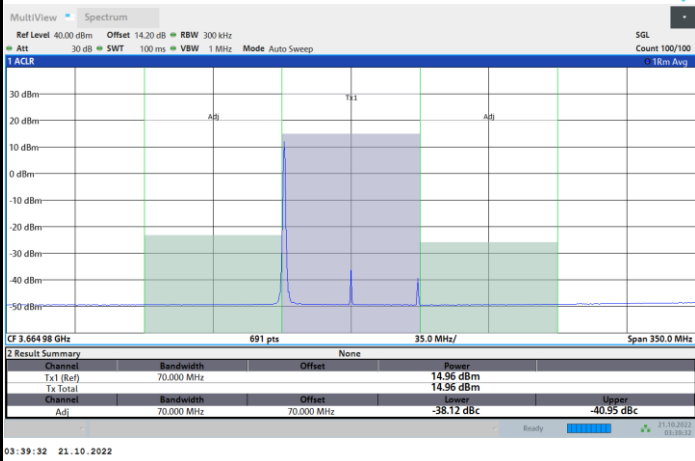 MultiView Spectrum
Ref Level 40.00 dBm Offset 14.20 dB RBW 300 kHz SGL
Att 30 dB SWT 100 ms VBW 1 MHz Mode Auto Sweep Count 100/100
1 ACLR 1Rm Avg
30 dBm
Tx1
20 dBm Adj Adj
10 dBm
0 dBm
-10 dBm
-20 dBm
-30 dBm
-40 dBm
-50 dBm
CF 3.66498 GHz 691 pts 35.0 MHz/ Span 350.0 MHz
2 Result Summary None
Channel Bandwidth Offset Power
Tx1 (Ref) 70.000 MHz 14.96 dBm
Tx Total 14.96 dBm
Channel Bandwidth Offset Lower Upper
Adj 70.000 MHz 70.000 MHz -38.12 dBc -40.95 dBc
Ready 21.10.2022
03:39:32
03:39:32 21.10.2022